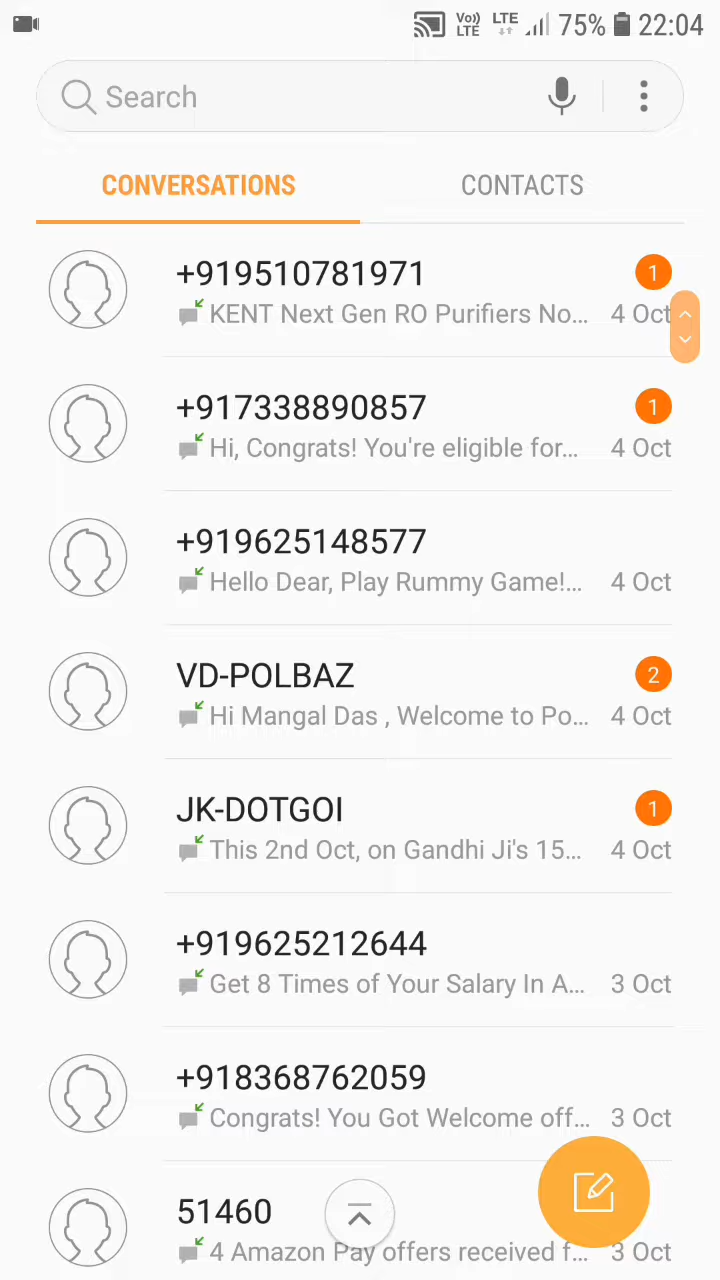 Vo)) LTE LTE 75% 22:04
Search
CONVERSATIONS CONTACTS
+919510781971 1
KENT Next Gen RO Purifiers No... 4 Oct
+917338890857 1
Hi, Congrats! You're eligible for... 4 Oct
+919625148577
Hello Dear, Play Rummy Game!... 4 Oct
VD-POLBAZ 2
Hi Mangal Das , Welcome to Po... 4 Oct
JK-DOTGOI 1
This 2nd Oct, on Gandhi Ji's 15... 4 Oct
+919625212644
Get 8 Times of Your Salary In A... 3 Oct
+918368762059
Congrats! You Got Welcome off... 3 Oct
51460
4 Amazon Pay offers received f... 3 Oct